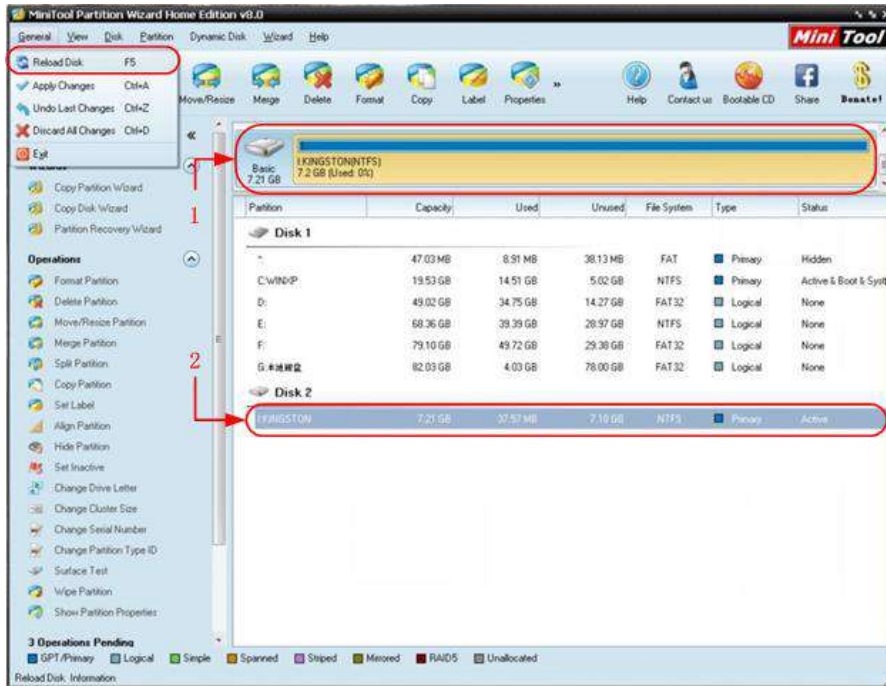 MiniTool Partition Wizard Home Edition v8.0
General View Disk Partition Dynamic Disk Wizard Help
Mini Tool
Reload Disk F5
Apply Changes Ctrl+A
Undo Last Changes Ctrl+Z
Discard All Changes Ctrl+D
Exit
Move/Resize Merge Delete Format Copy Label Properties » Help Contact us Bootable CD Share Donate!
«
1
Basic
7.21 GB
I:KINGSTON(NTFS)
7.2 GB (Used: 0%)
Copy Partition Wizard
Copy Disk Wizard
Partition Recovery Wizard
Operations
Format Partition
Delete Partition
Move/Resize Partition
Merge Partition
Split Partition
Copy Partition
Set Label
Align Partition
Hide Partition
Set Inactive
Change Drive Letter
Change Cluster Size
Change Serial Number
Change Partition Type ID
Surface Test
Wipe Partition
Show Partition Properties
3 Operations Pending
2
Partition Capacity Used Unused File System Type Status
Disk 1
*: 47.03 MB 8.91 MB 38.13 MB FAT Primary Hidden
C:WINXP 19.53 GB 14.51 GB 5.02 GB NTFS Primary Active & Boot & Syst
D: 49.02 GB 34.75 GB 14.27 GB FAT32 Logical None
E: 68.36 GB 39.39 GB 28.97 GB NTFS Logical None
F: 79.10 GB 49.72 GB 29.38 GB FAT32 Logical None
G:本地磁盘 82.03 GB 4.03 GB 78.00 GB FAT32 Logical None
Disk 2
I:KINGSTON 7.21 GB 37.57 MB 7.10 GB NTFS Primary Active
GPT/Primary Logical Simple Spanned Striped Mirrored RAID5 Unallocated
Reload Disk Information